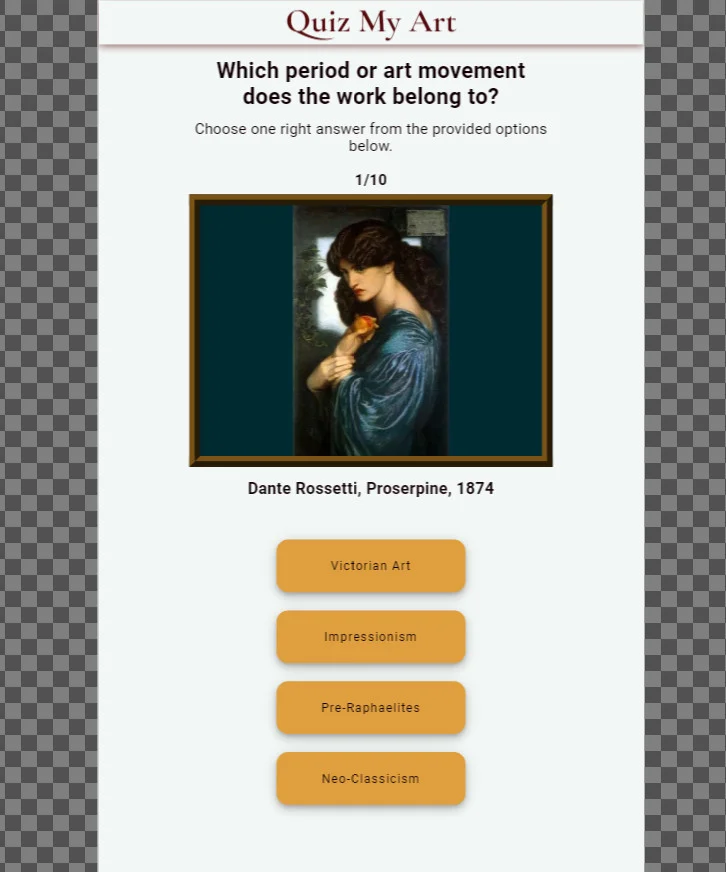 Quiz My Art
Which period or art movement
does the work belong to?
Choose one right answer from the provided options
below.
1/10
Dante Rossetti, Proserpine, 1874
Victorian Art
Impressionism
Pre-Raphaelites
Neo-Classicism